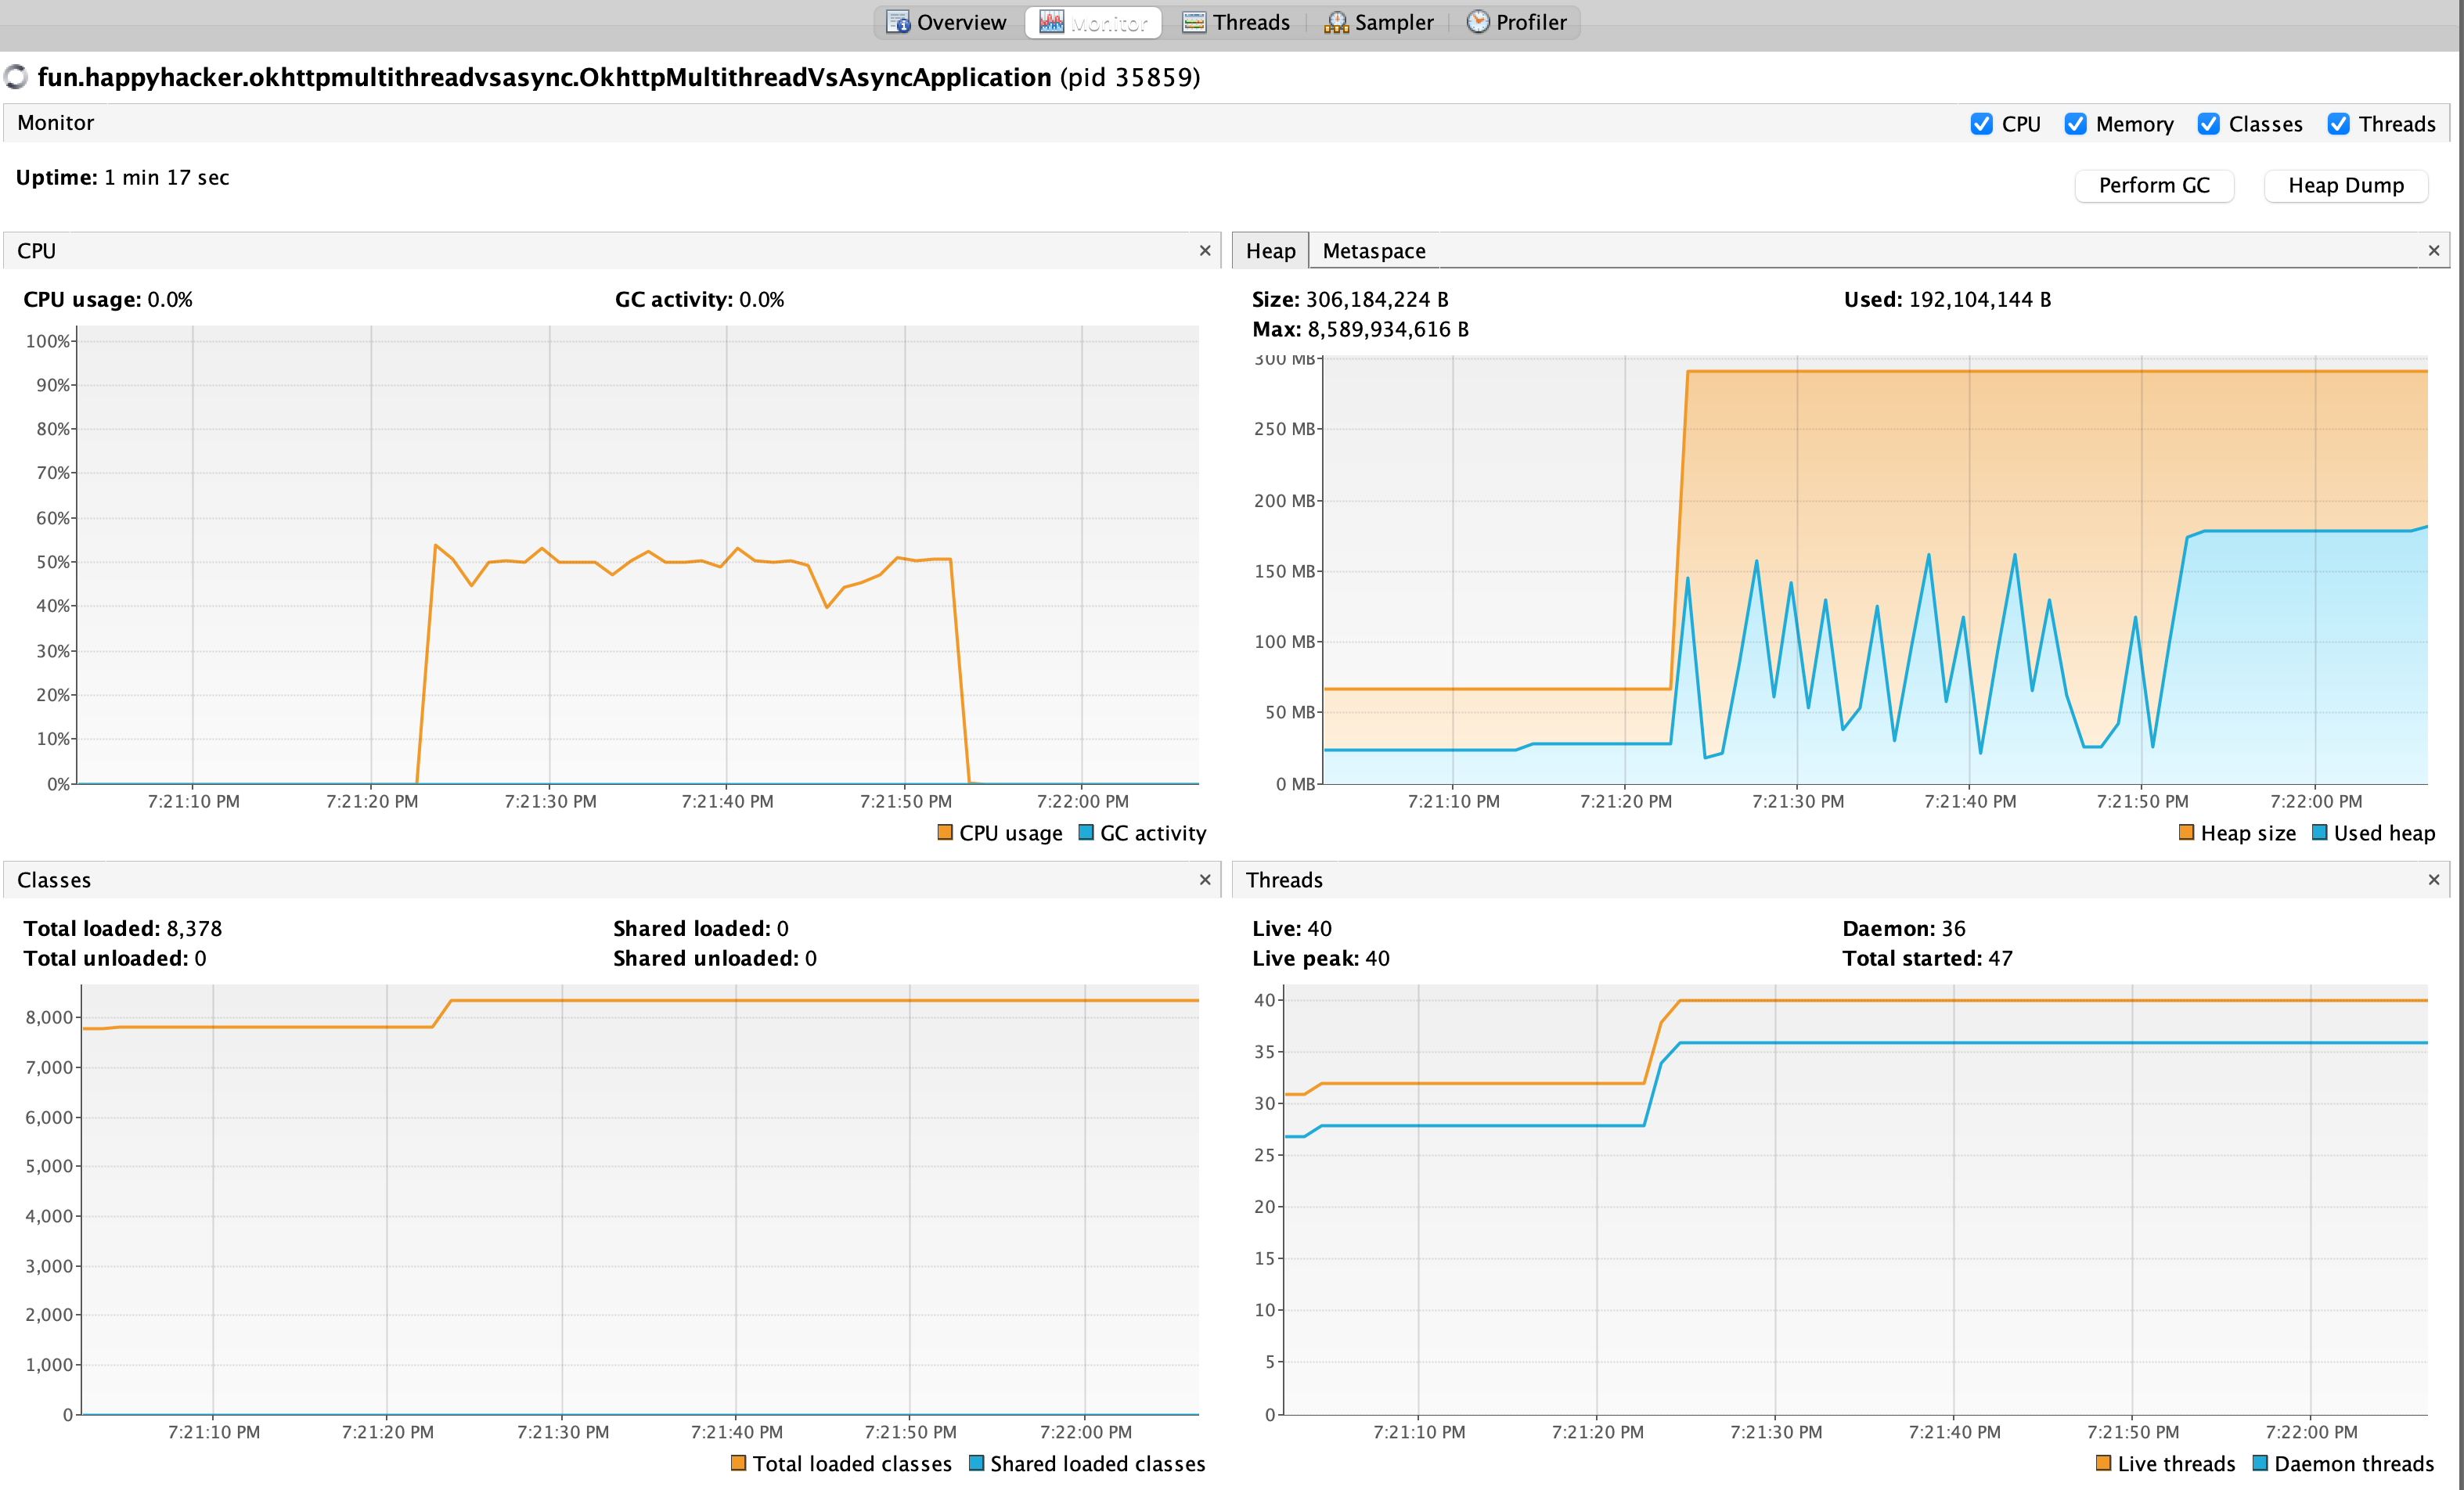 Overview Monitor Threads Sampler Profiler
fun.happyhacker.okhttpmultithreadvsasync.OkhttpMultithreadVsAsyncApplication (pid 35859)
Monitor CPU Memory Classes Threads
Uptime: 1 min 17 sec
Perform GC Heap Dump
CPU
CPU usage: 0.0% GC activity: 0.0%
100%
90%
80%
70%
60%
50%
40%
30%
20%
10%
0%
7:21:10 PM 7:21:20 PM 7:21:30 PM 7:21:40 PM 7:21:50 PM 7:22:00 PM
CPU usage GC activity
Heap Metaspace
Size: 306,184,224 B Used: 192,104,144 B
Max: 8,589,934,616 B
300 MB
250 MB
200 MB
150 MB
100 MB
50 MB
0 MB
7:21:10 PM 7:21:20 PM 7:21:30 PM 7:21:40 PM 7:21:50 PM 7:22:00 PM
Heap size Used heap
Classes
Total loaded: 8,378 Shared loaded: 0
Total unloaded: 0 Shared unloaded: 0
8,000
7,000
6,000
5,000
4,000
3,000
2,000
1,000
0
7:21:10 PM 7:21:20 PM 7:21:30 PM 7:21:40 PM 7:21:50 PM 7:22:00 PM
Total loaded classes Shared loaded classes
Threads
Live: 40 Daemon: 36
Live peak: 40 Total started: 47
40
35
30
25
20
15
10
5
0
7:21:10 PM 7:21:20 PM 7:21:30 PM 7:21:40 PM 7:21:50 PM 7:22:00 PM
Live threads Daemon threads